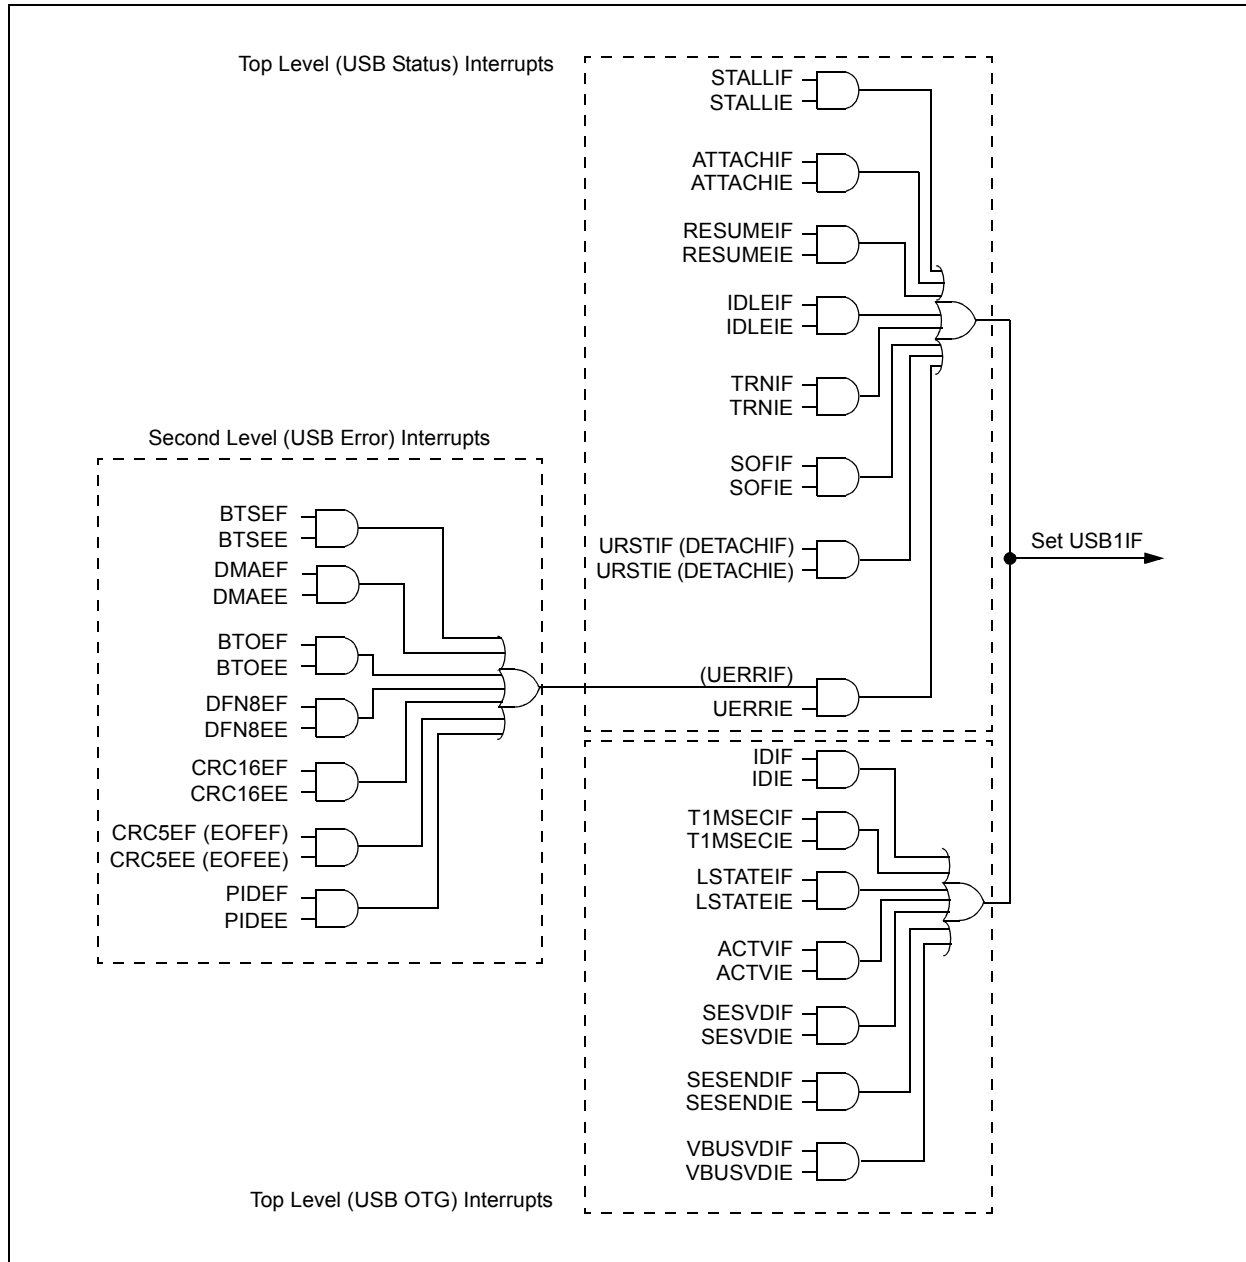 Top Level (USB Status) Interrupts
STALLIF
STALLIE
ATTACHIF
ATTACHIE
RESUMEIF
RESUMEIE
IDLEIF
IDLEIE
TRNIF
TRNIE
SOFIF
SOFIE
URSTIF (DETACHIF)
URSTIE (DETACHIE)
(UERRIF)
UERRIE
Second Level (USB Error) Interrupts
BTSEF
BTSEE
DMAEF
DMAEE
BTOEF
BTOEE
DFN8EF
DFN8EE
CRC16EF
CRC16EE
CRC5EF (EOFEF)
CRC5EE (EOFEE)
PIDEF
PIDEE
Set USB1IF
IDIF
IDIE
T1MSECIF
T1MSECIE
LSTATEIF
LSTATEIE
ACTVIF
ACTVIE
SESVDIF
SESVDIE
SESENDIF
SESENDIE
VBUSVDIF
VBUSVDIE
Top Level (USB OTG) Interrupts